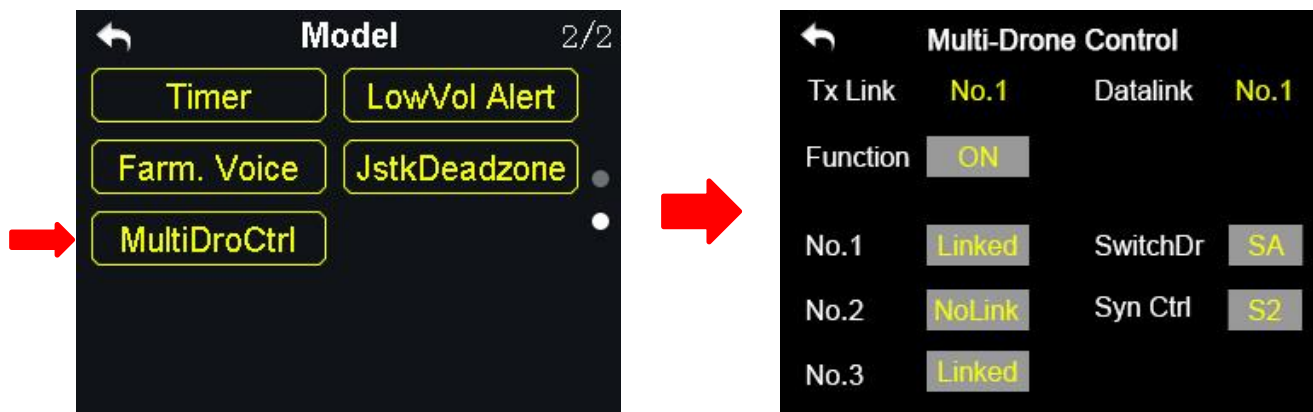 Model 2/2
Timer LowVol Alert
Farm. Voice JstkDeadzone
MultiDroCtrl
Multi-Drone Control
Tx Link No.1 Datalink No.1
Function ON
No.1 Linked SwitchDr SA
No.2 NoLink Syn Ctrl S2
No.3 Linked